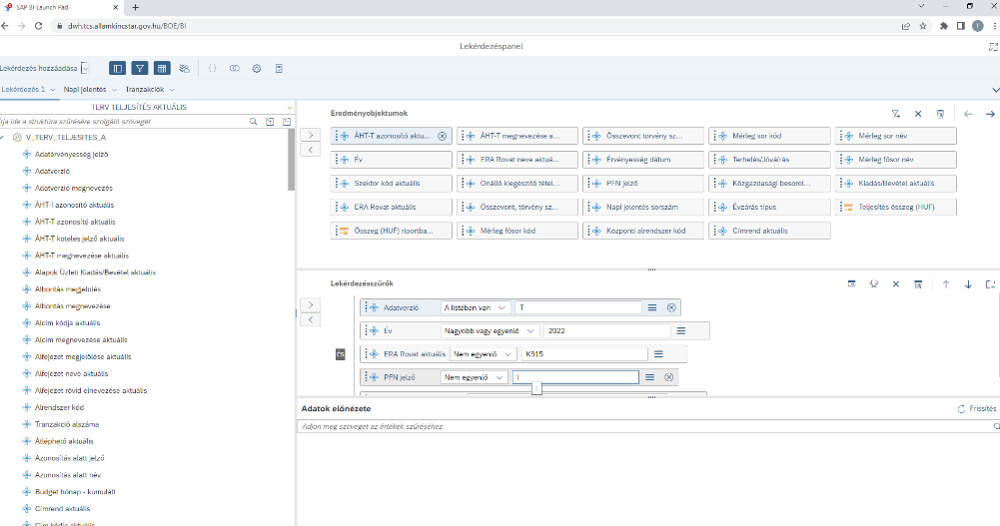 SAP BI Launch Pad
dwh.tcs.allamkincstar.gov.hu/BOE/BI
Lekérdezéspanel
Lekérdezés hozzáadása
Lekérdezés 1
Napi jelentés
Tranzakciók
TERV TELJESÍTÉS AKTUÁLIS
rja ide a struktúra szűrésére szolgáló szöveget
V_TERV_TELJESITES_A
Adatérvényesség jelző
Adatverzió
Adatverzió megnevezés
ÁHT-I azonosító aktuális
ÁHT-T azonosító aktuális
ÁHT-T köteles jelző aktuális
ÁHT-T megnevezése aktuális
Alapok Üzleti Kiadás/Bevétel aktuális
Albontás megjelölés
Albontás megnevezése
Alcím kódja aktuális
Alcím megnevezése aktuális
Alfejezet megjelölése aktuális
Alfejezet neve aktuális
Alfejezet rövid elnevezése aktuális
Alrendszer kód
Tranzakció alszáma
Átléphető aktuális
Azonosítás alatt jelző
Azonosítás alatt név
Budget hónap - kumulált
Címrend aktuális
Cím kódja aktuális
Eredményobjektumok
ÁHT-T azonosító aktu...
ÁHT-T megnevezése a...
Összevont törvény sz...
Mérleg sor kód
Mérleg sor név
Év
ERA Rovat neve aktuá...
Érvényesség dátum
Terhelés/Jóváírás
Mérleg fősor név
Szektor kód aktuális
Önálló kiegészítő tétel...
PFN jelző
Közgazdasági besorol...
Kiadás/Bevétel aktuális
ERA Rovat aktuális
Összevont, törvény sz...
Napi jelentés sorszám
Évzárás típus
Teljesítés összeg (HUF)
Összeg (HUF) riportba...
Mérleg fősor kód
Központi alrendszer kód
Címrend aktuális
Lekérdezésszűrők
Adatverzió A listában van T
Év Nagyobb vagy egyenlő 2022
ÉS
ERA Rovat aktuális Nem egyenlő K915
PFN jelző Nem egyenlő I
Adatok előnézete
Frissítés
Adjon meg szöveget az értékek szűréséhez